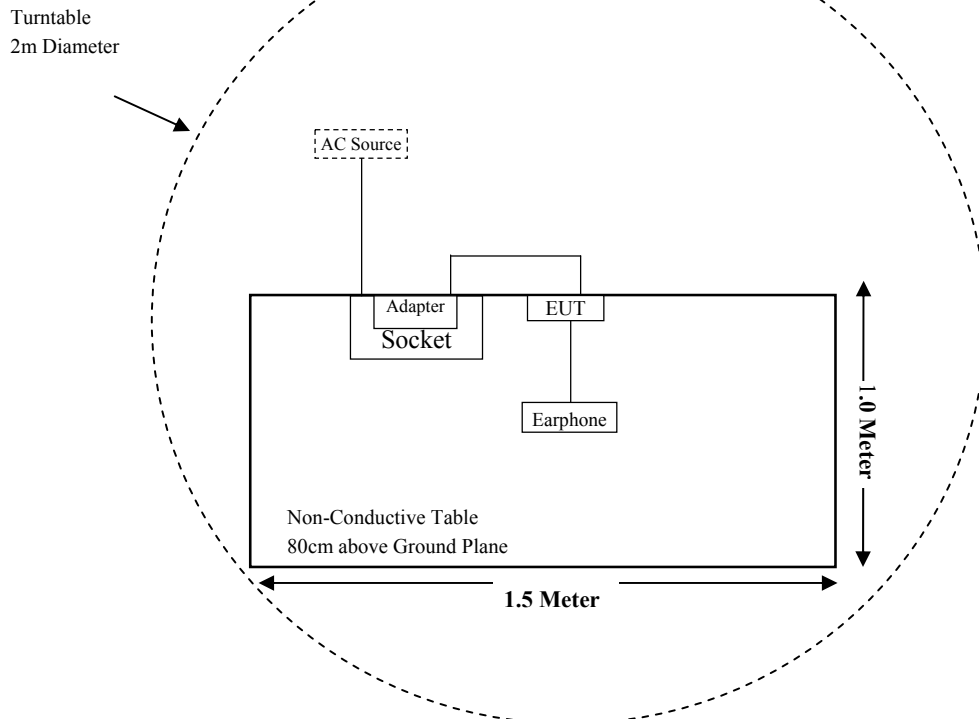 Turntable
2m Diameter
AC Source
Adapter
EUT
Socket
Earphone
1.0 Meter
Non-Conductive Table
80cm above Ground Plane
1.5 Meter